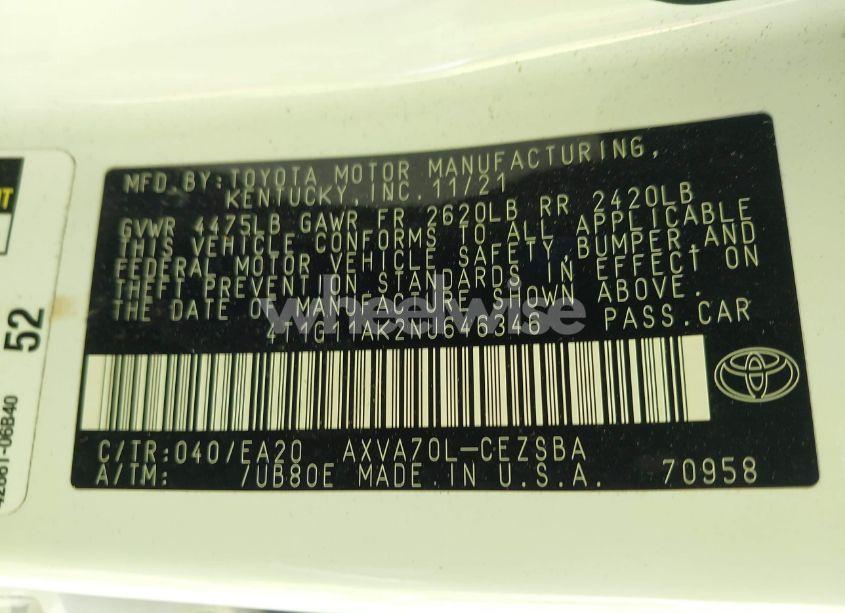 MFD. BY: TOYOTA MOTOR MANUFACTURING,
KENTUCKY, INC. 11/21
GVWR 4475LB GAWR FR 2620LB RR 2420LB
THIS VEHICLE CONFORMS TO ALL APPLICABLE
FEDERAL MOTOR VEHICLE SAFETY, BUMPER, AND
THEFT PREVENTION STANDARDS IN EFFECT ON
THE DATE OF MANUFACTURE SHOWN ABOVE.
PASS.CAR
wheelwise
C/TR: 040/EA20 AXVA70L-CEZSBA
A/TM: 7UB80E MADE IN U.S.A. 70958
52